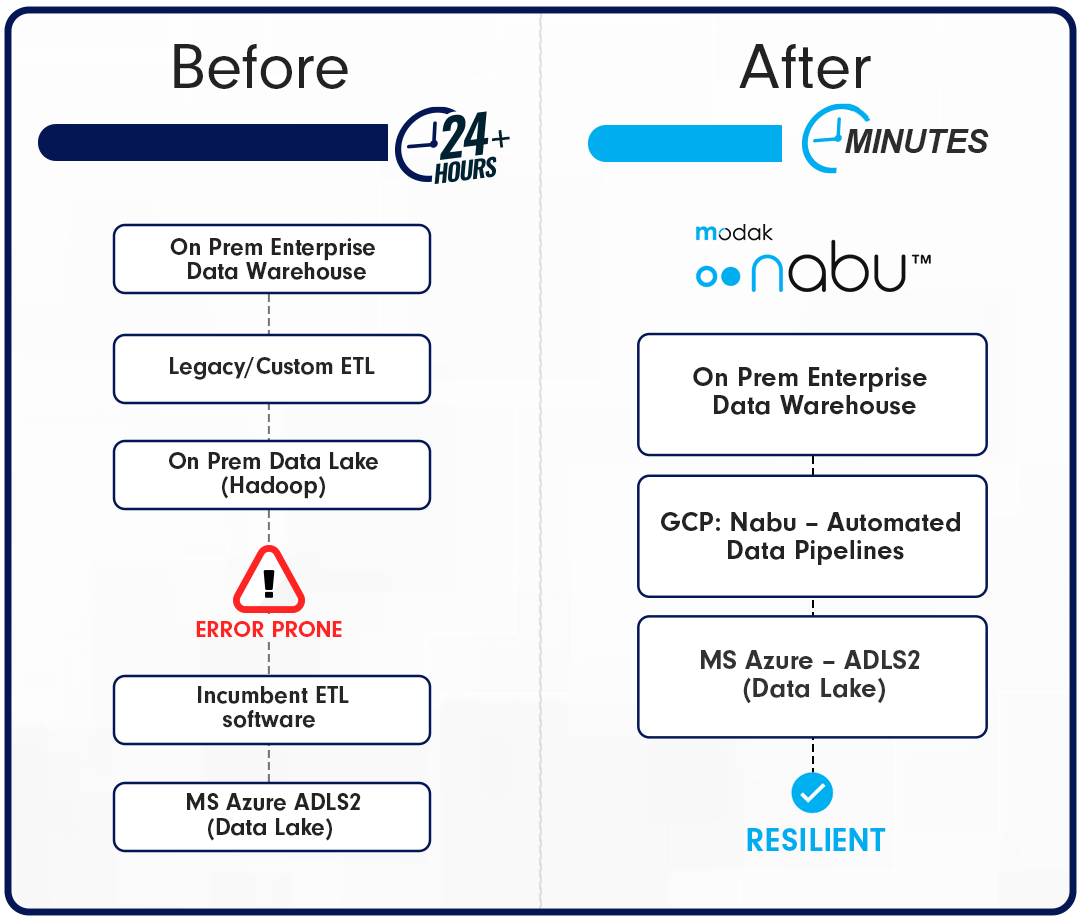 Before
24+
HOURS
On Prem Enterprise
Data Warehouse
Legacy/Custom ETL
On Prem Data Lake
(Hadoop)
!
ERROR PRONE
Incumbent ETL
software
MS Azure ADLS2
(Data Lake)
After
MINUTES
modak
nabu™
On Prem Enterprise
Data Warehouse
GCP: Nabu – Automated
Data Pipelines
MS Azure – ADLS2
(Data Lake)
RESILIENT